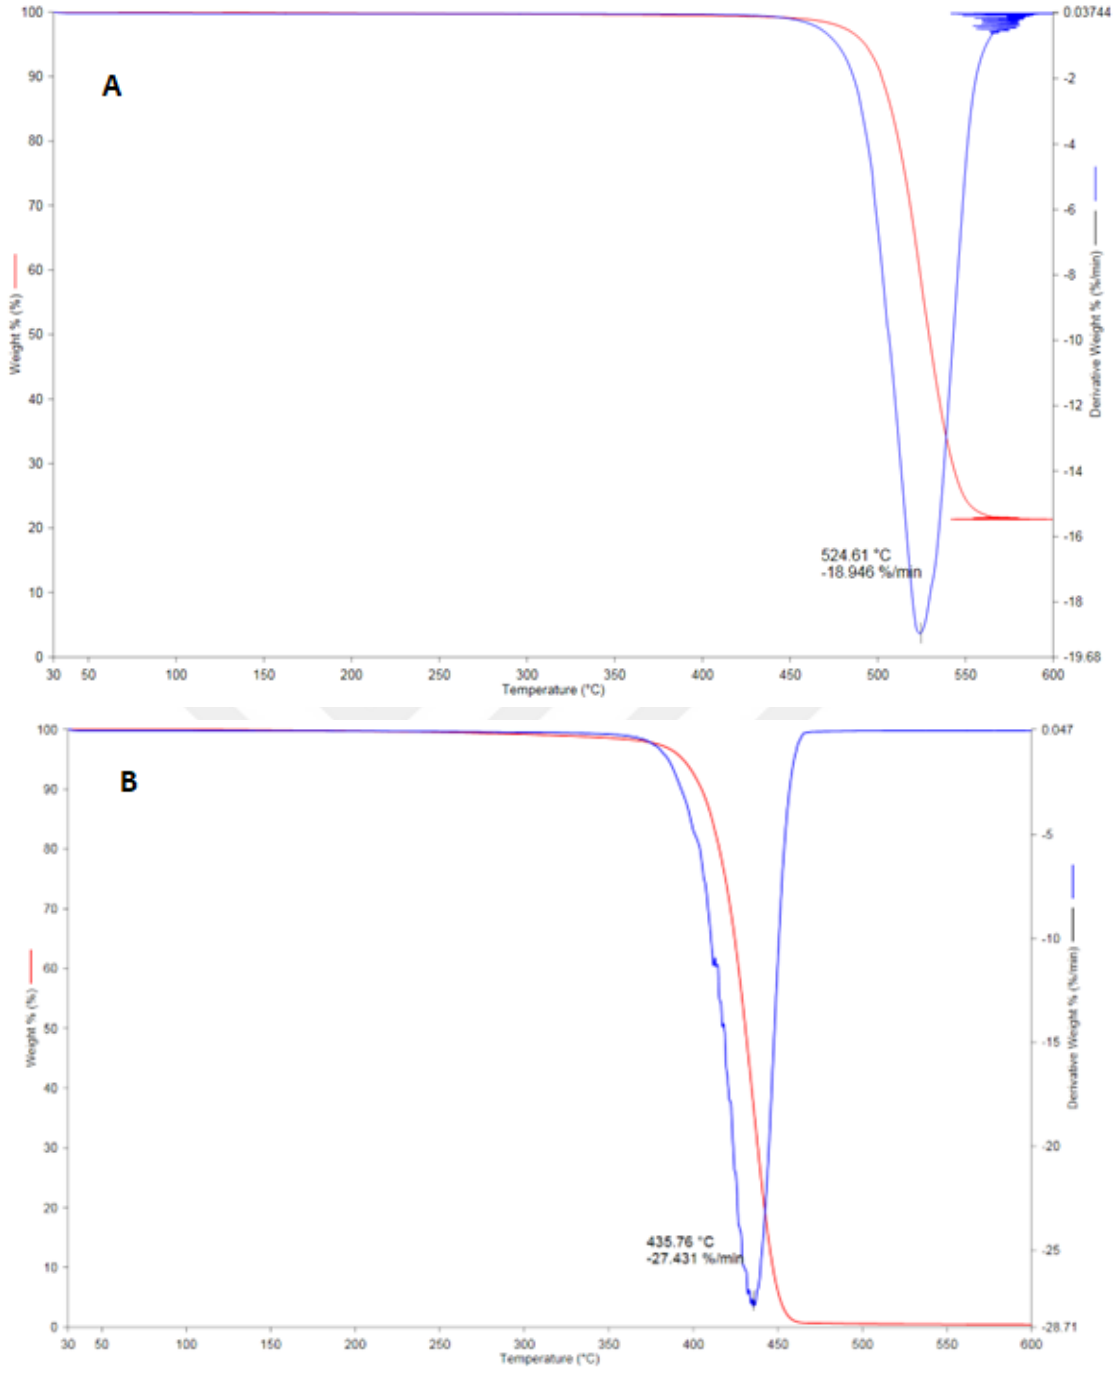 A
100
90
80
70
60
50
40
30
20
10
0
Weight % (%)
0.03744
-2
-4
-6
-8
-10
-12
-14
-16
-18
-19.68
Derivative Weight % (%/min)
524.61 °C
-18.946 %/min
30 50 100 150 200 250 300 350 400 450 500 550 600
Temperature (°C)
B
100
90
80
70
60
50
40
30
20
10
0
Weight % (%)
0.047
-5
-10
-15
-20
-25
-28.71
Derivative Weight % (%/min)
435.76 °C
-27.431 %/min
30 50 100 150 200 250 300 350 400 450 500 550 600
Temperature (°C)